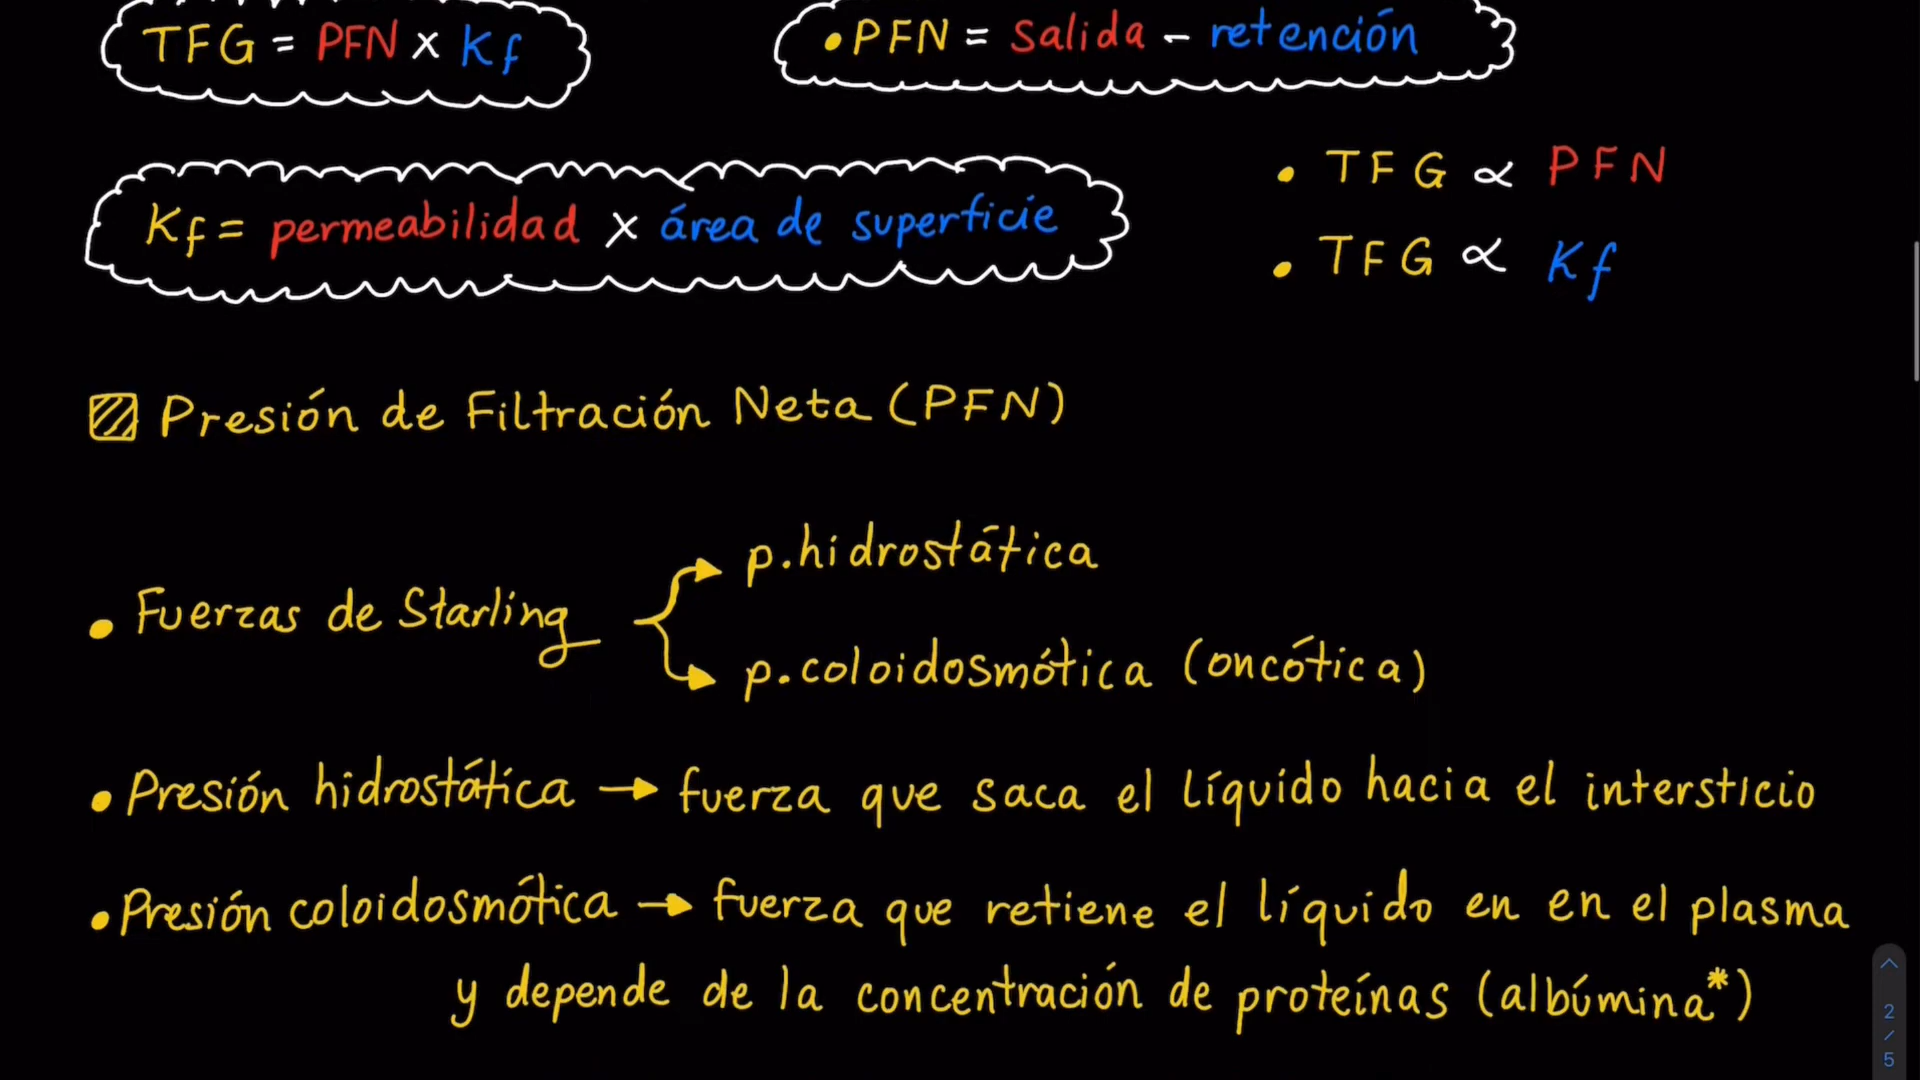 TFG = PFN x Kf
• PFN = salida - retención
Kf = permeabilidad x área de superficie
• TFG ∝ PFN
• TFG ∝ Kf
Presión de Filtración Neta (PFN)
• Fuerzas de Starling
p.hidrostática
p.coloidosmótica (oncótica)
• Presión hidrostática → fuerza que saca el líquido hacia el intersticio
• Presión coloidosmótica → fuerza que retiene el líquido en en el plasma
y depende de la concentración de proteínas (albúmina*)
2
/
5